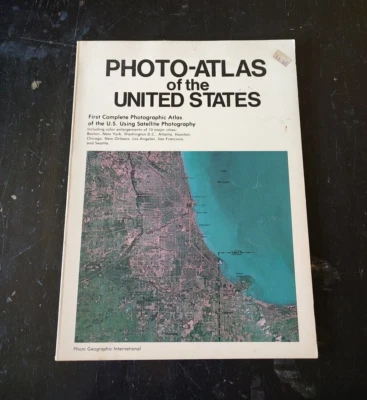 PHOTO-ATLAS
of the
UNITED STATES
First Complete Photographic Atlas
of the U.S. Using Satellite Photography
Including color enlargements of 10 major cities:
Boston, New York, Washington D.C., Atlanta, Houston,
Chicago, New Orleans, Los Angeles, San Francisco,
and Seattle.
Photo Geographic International